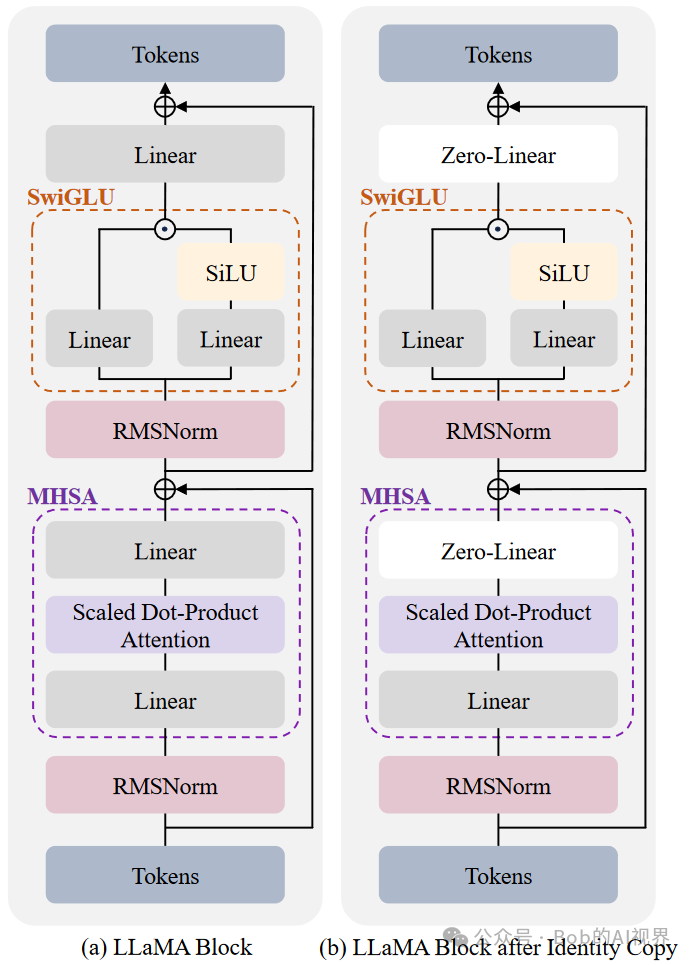 Tokens
Linear
SwiGLU
SiLU
Linear
Linear
RMSNorm
MHSA
Linear
Scaled Dot-Product
Attention
Linear
RMSNorm
Tokens
(a) LLaMA Block
Tokens
Zero-Linear
SwiGLU
SiLU
Linear
Linear
RMSNorm
MHSA
Zero-Linear
Scaled Dot-Product
Attention
Linear
RMSNorm
Tokens
公众号 · Bob的AI视界
(b) LLaMA Block after Identity Copy